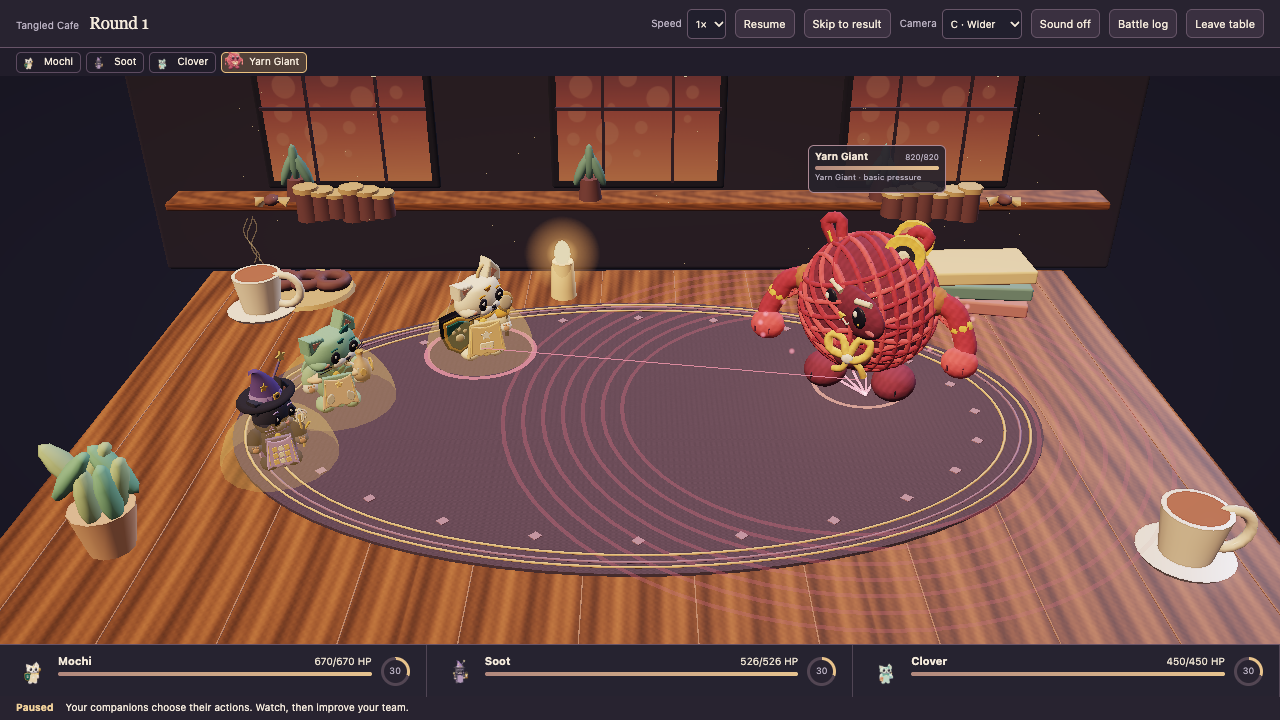 Tangled Cafe Round 1 Speed 1x Resume Skip to result Camera C · Wider Sound off Battle log Leave table
Mochi Soot Clover Yarn Giant
Yarn Giant 820/820
Yarn Giant · basic pressure
Mochi 670/670 HP 30 Soot 526/526 HP 30 Clover 450/450 HP 30
Paused Your companions choose their actions. Watch, then improve your team.